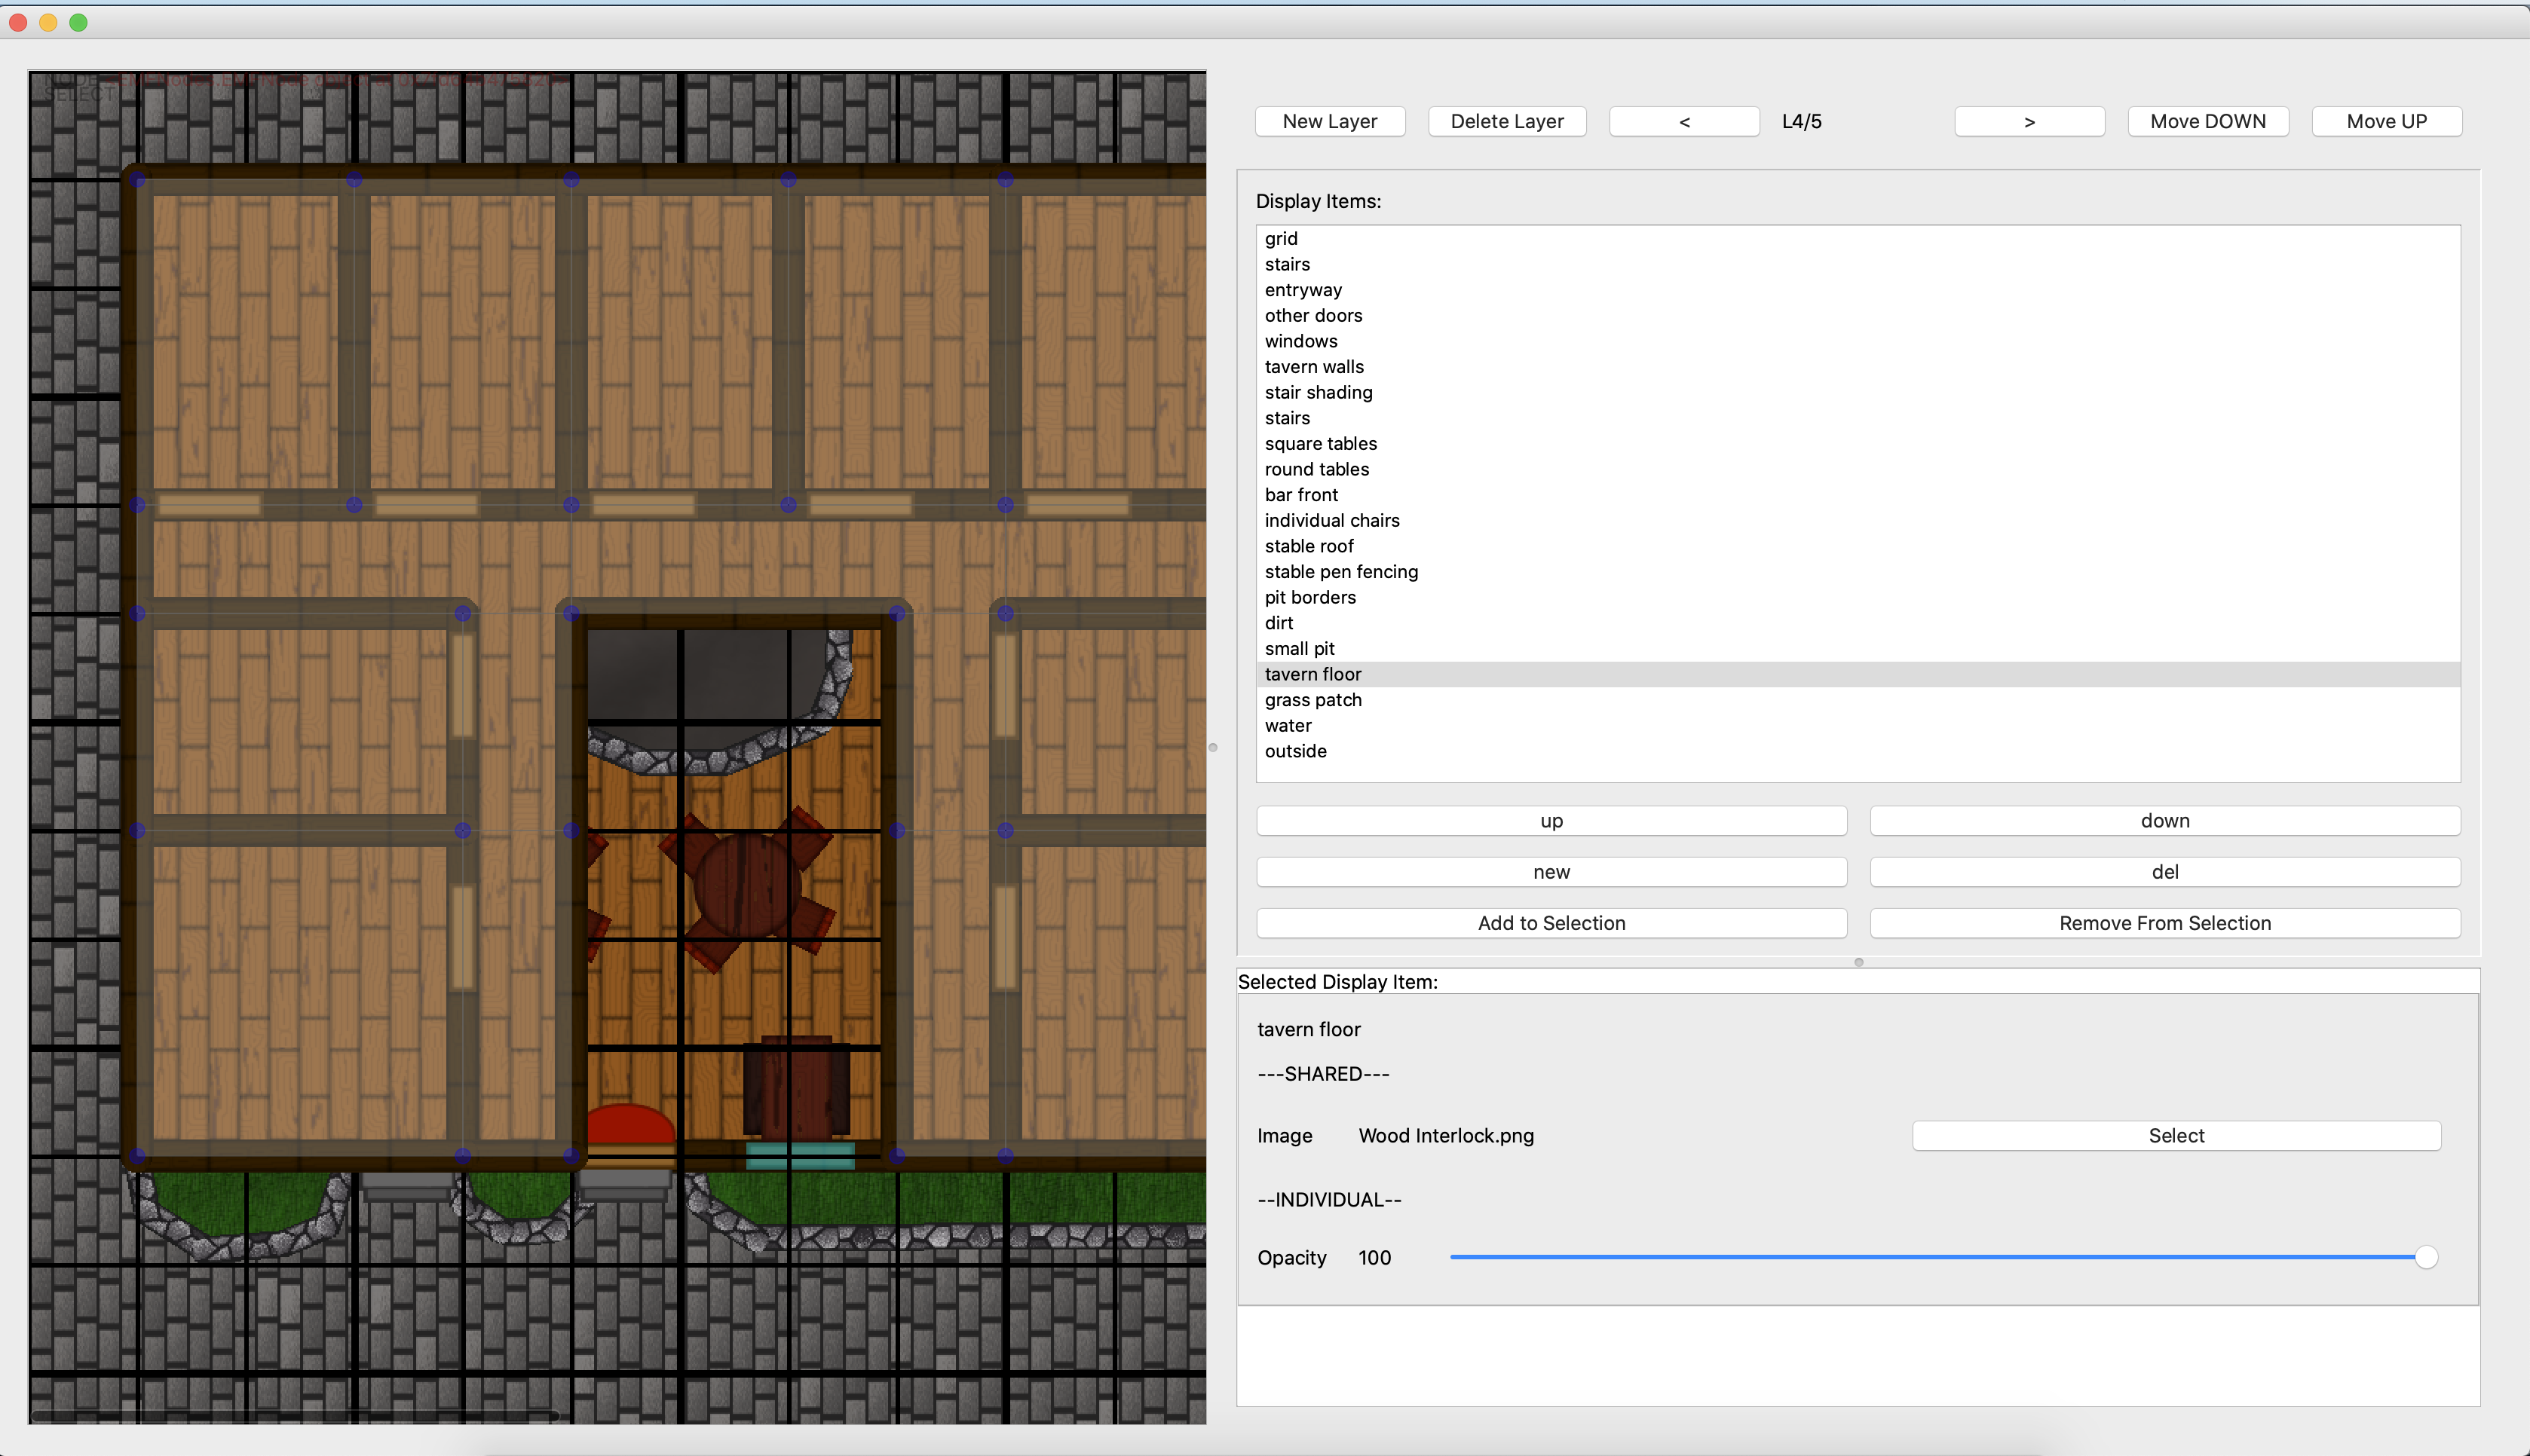 NODE
SELECT
New Layer
Delete Layer
<
L4/5
>
Move DOWN
Move UP
Display Items:
grid
stairs
entryway
other doors
windows
tavern walls
stair shading
stairs
square tables
round tables
bar front
individual chairs
stable roof
stable pen fencing
pit borders
dirt
small pit
tavern floor
grass patch
water
outside
up
down
new
del
Add to Selection
Remove From Selection
Selected Display Item:
tavern floor
---SHARED---
Image
Wood Interlock.png
Select
--INDIVIDUAL--
Opacity
100